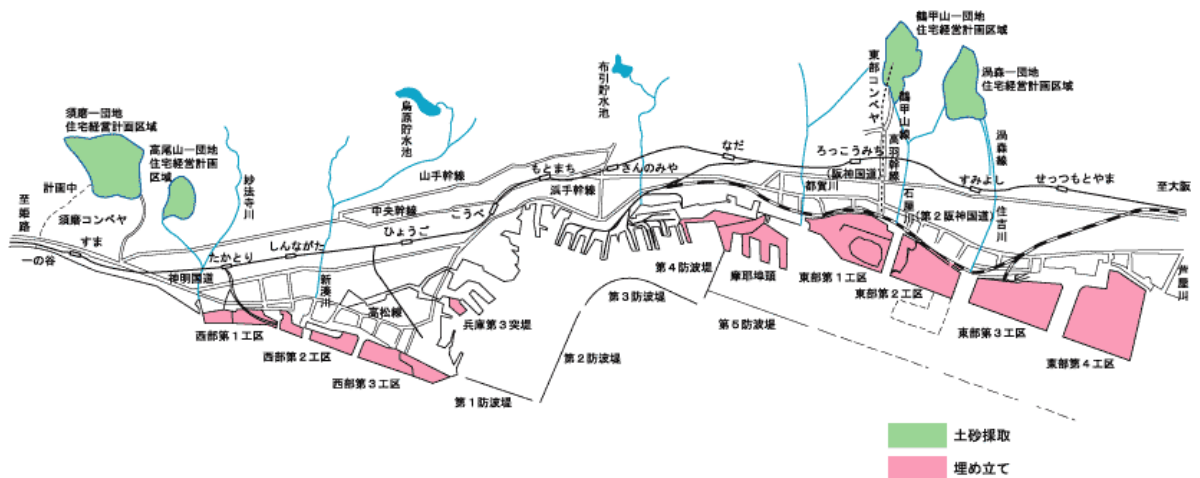 鶴甲山一団地
住宅経営計画区域
渦森一団地
住宅経営計画区域
東部コンベヤ
鶴甲山線
高羽幹線
渦森線
布引貯水池
烏原貯水池
須磨一団地
住宅経営計画区域
高尾山一団地
住宅経営計画
区域
妙法寺川
計画中
須磨コンベヤ
至姫路
すま
一の谷
山手幹線
中央幹線
もとまち
さんのみや
浜手幹線
こうべ
ひょうご
しんながた
たかとり
神明国道
新湊川
高松線
なだ
ろっこうみち
(阪神国道)
都賀川
石屋川
(第2阪神国道)
すみよし
住吉川
せっつもとやま
至大阪
芦屋川
西部第1工区
西部第2工区
西部第3工区
兵庫第3突堤
第1防波堤
第2防波堤
第3防波堤
第4防波堤
第5防波堤
摩耶埠頭
東部第1工区
東部第2工区
東部第3工区
東部第4工区
土砂採取
埋め立て